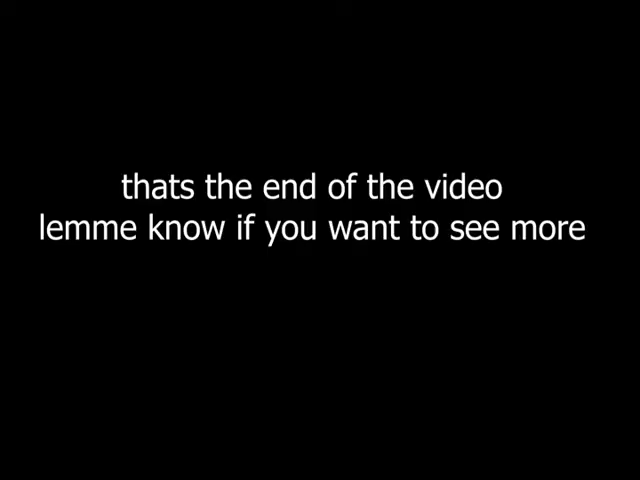 thats the end of the video
lemme know if you want to see more